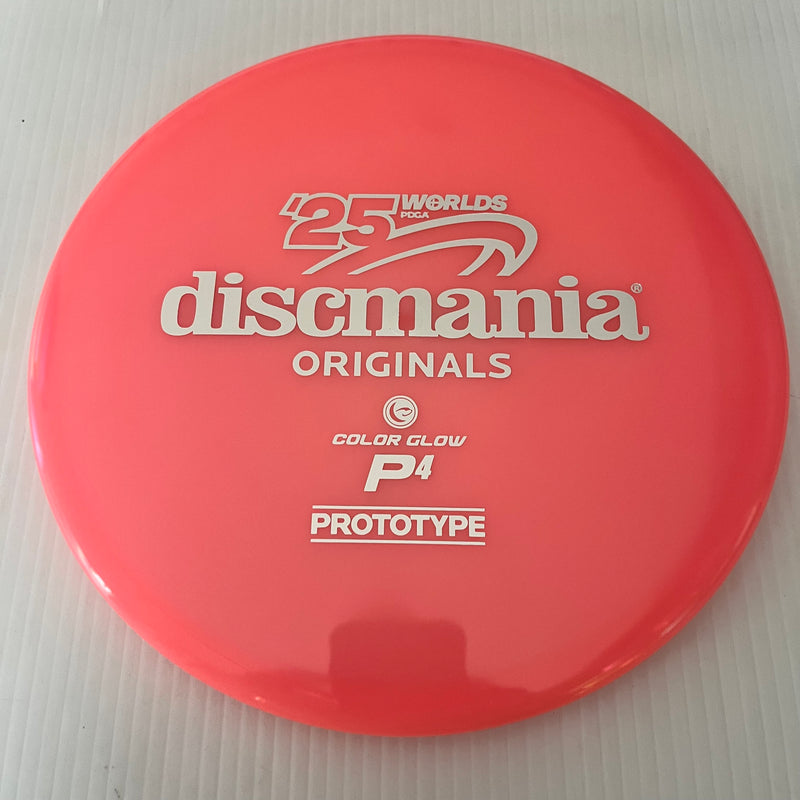 '25 WORLDS
PDGA
discmania®
ORIGINALS
COLOR GLOW
P4
PROTOTYPE